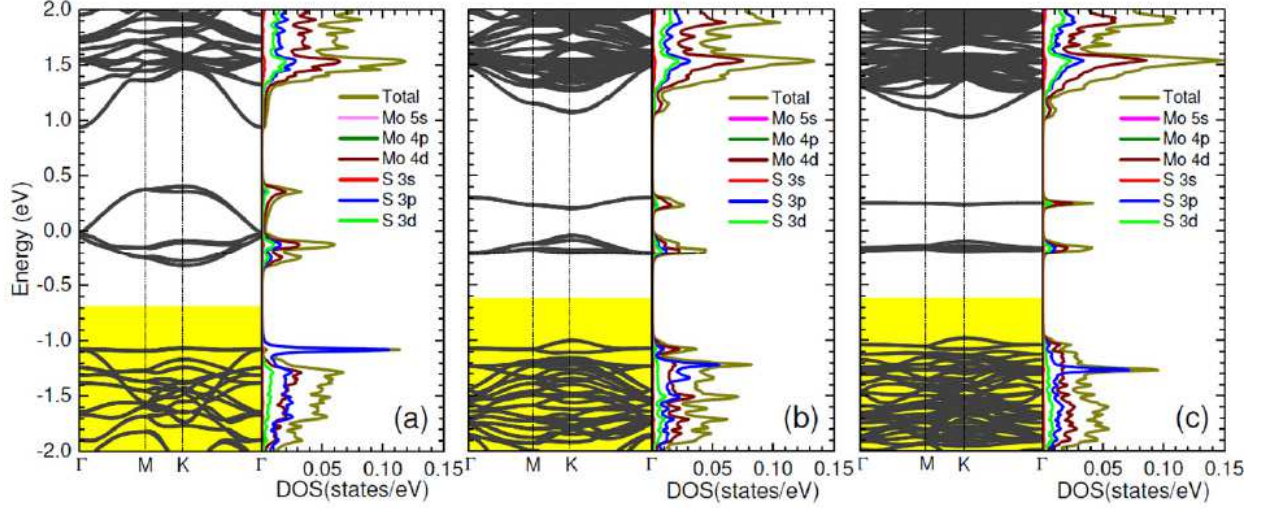 Energy (eV)
2.0
1.5
1.0
0.5
0.0
-0.5
-1.0
-1.5
-2.0
Total
Mo 5s
Mo 4p
Mo 4d
S 3s
S 3p
S 3d
(a)
Γ M K Γ 0.05 0.10 0.15
DOS(states/eV)
Total
Mo 5s
Mo 4p
Mo 4d
S 3s
S 3p
S 3d
(b)
Γ M K Γ 0.05 0.10 0.15
DOS(states/eV)
Total
Mo 5s
Mo 4p
Mo 4d
S 3s
S 3p
S 3d
(c)
Γ M K Γ 0.05 0.10 0.15
DOS(states/eV)